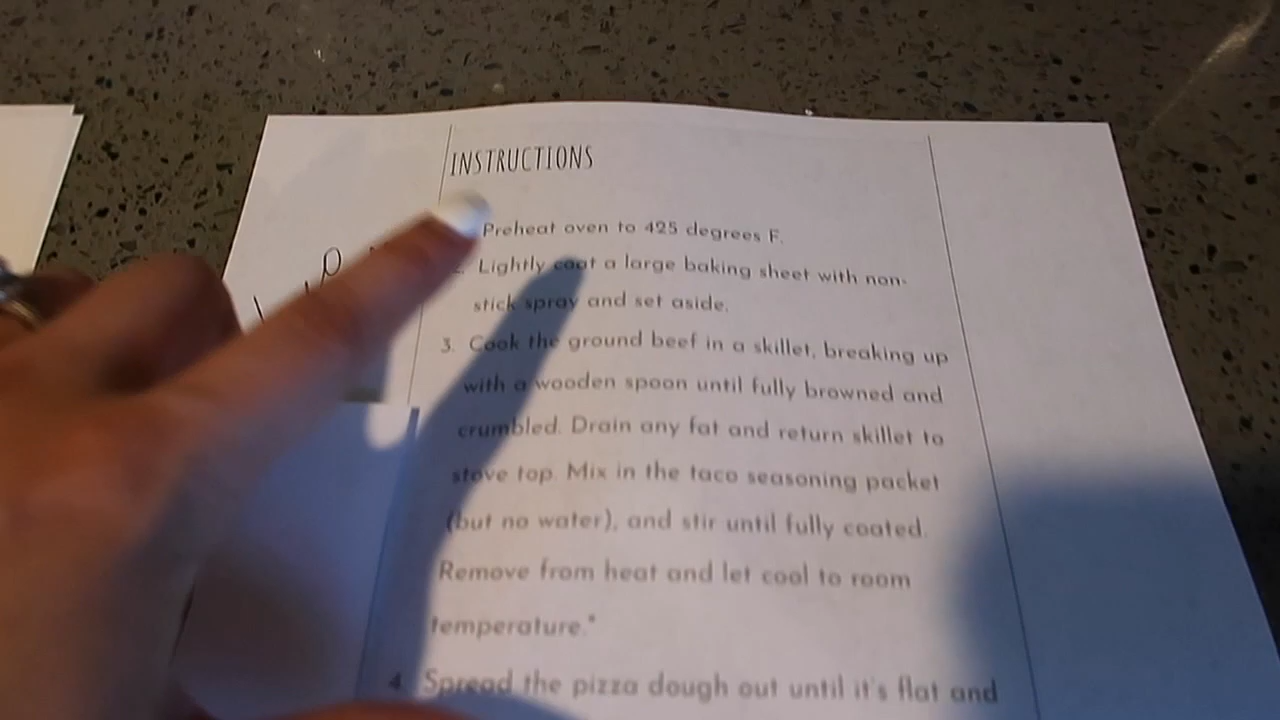 INSTRUCTIONS
Preheat oven to 425 degrees F.
2. Lightly coat a large baking sheet with non-
stick spray and set aside.
3. Cook the ground beef in a skillet, breaking up
with a wooden spoon until fully browned and
crumbled. Drain any fat and return skillet to
stove top. Mix in the taco seasoning packet
(but no water), and stir until fully coated.
Remove from heat and let cool to room
temperature.*
4. Spread the pizza dough out until it's flat and